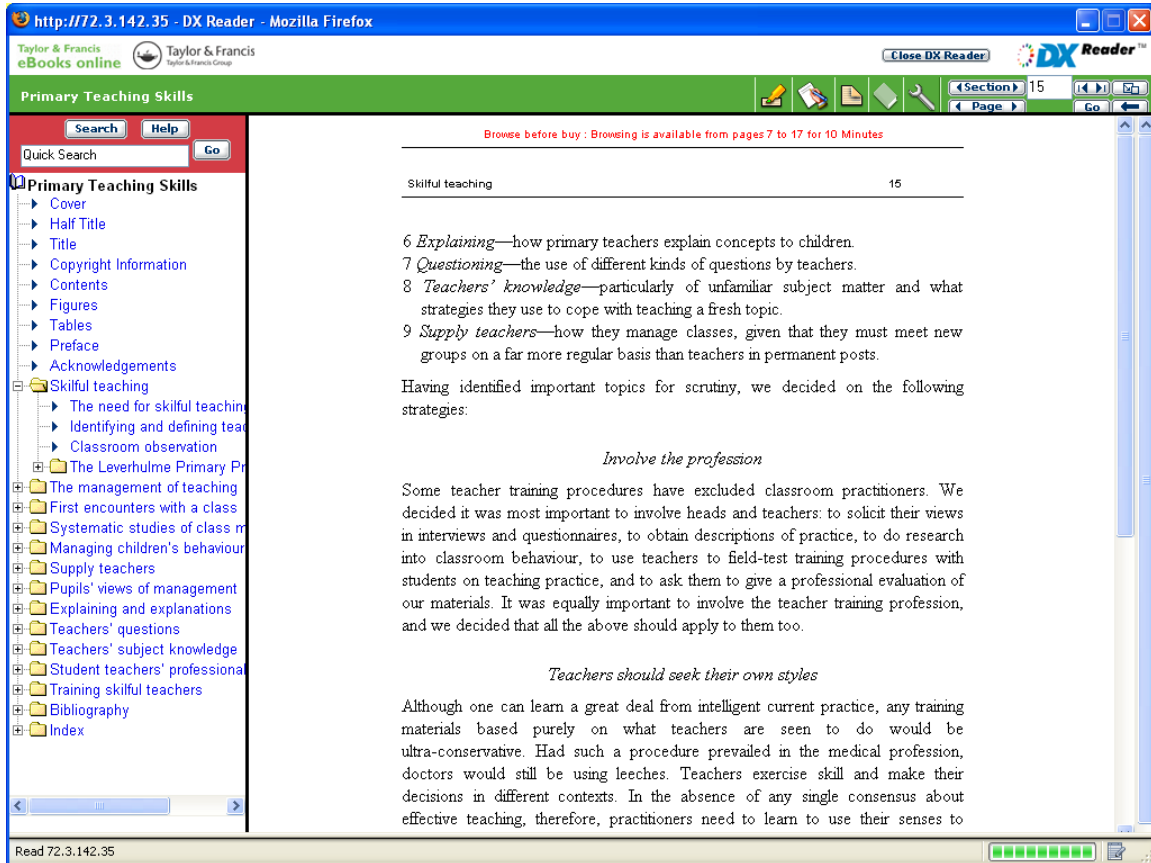 http://72.3.142.35 - DX Reader - Mozilla Firefox
Taylor & Francis
eBooks online
Taylor & Francis
Taylor & Francis Group
Close DX Reader
DX Reader™
Primary Teaching Skills
Section
15
Page
Go
Search
Help
Quick Search
Go
Primary Teaching Skills
Cover
Half Title
Title
Copyright Information
Contents
Figures
Tables
Preface
Acknowledgements
Skilful teaching
The need for skilful teaching
Identifying and defining teac
Classroom observation
The Leverhulme Primary Pr
The management of teaching
First encounters with a class
Systematic studies of class m
Managing children's behaviour
Supply teachers
Pupils' views of management
Explaining and explanations
Teachers' questions
Teachers' subject knowledge
Student teachers' professional
Training skilful teachers
Bibliography
Index
Browse before buy : Browsing is available from pages 7 to 17 for 10 Minutes
Skilful teaching 15
6 Explaining—how primary teachers explain concepts to children.
7 Questioning—the use of different kinds of questions by teachers.
8 Teachers' knowledge—particularly of unfamiliar subject matter and what
strategies they use to cope with teaching a fresh topic.
9 Supply teachers—how they manage classes, given that they must meet new
groups on a far more regular basis than teachers in permanent posts.
Having identified important topics for scrutiny, we decided on the following
strategies:
Involve the profession
Some teacher training procedures have excluded classroom practitioners. We
decided it was most important to involve heads and teachers: to solicit their views
in interviews and questionnaires, to obtain descriptions of practice, to do research
into classroom behaviour, to use teachers to field-test training procedures with
students on teaching practice, and to ask them to give a professional evaluation of
our materials. It was equally important to involve the teacher training profession,
and we decided that all the above should apply to them too.
Teachers should seek their own styles
Although one can learn a great deal from intelligent current practice, any training
materials based purely on what teachers are seen to do would be
ultra-conservative. Had such a procedure prevailed in the medical profession,
doctors would still be using leeches. Teachers exercise skill and make their
decisions in different contexts. In the absence of any single consensus about
effective teaching, therefore, practitioners need to learn to use their senses to
Read 72.3.142.35